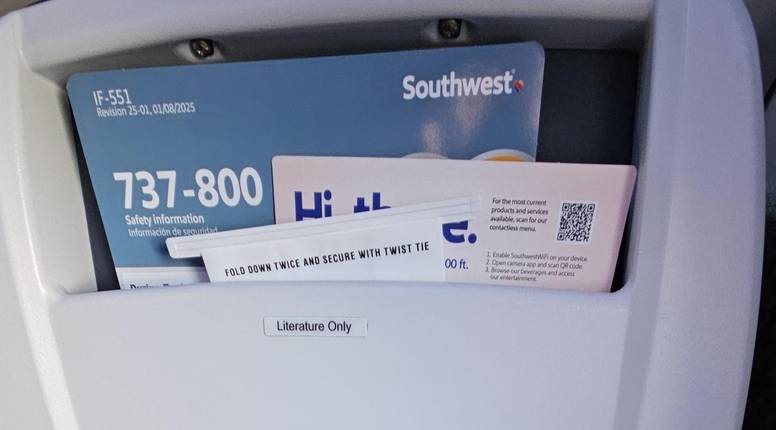 IF-551
Revision 25-01, 01/08/2025
Southwest
737-800
Safety information
Información de seguridad
Hi
For the most current
products and services
available, scan for our
contactless menu.
00 ft.
1. Enable SouthwestWiFi on your device.
2. Open camera app and scan QR code.
3. Browse our beverages and access
our entertainment.
FOLD DOWN TWICE AND SECURE WITH TWIST TIE
Literature Only